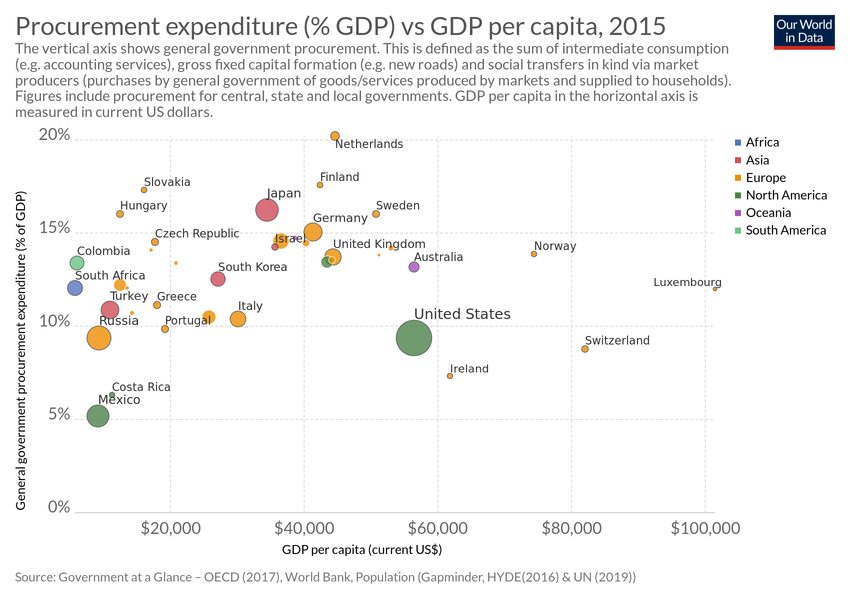 Procurement expenditure (% GDP) vs GDP per capita, 2015
Our World
in Data
The vertical axis shows general government procurement. This is defined as the sum of intermediate consumption
(e.g. accounting services), gross fixed capital formation (e.g. new roads) and social transfers in kind via market
producers (purchases by general government of goods/services produced by markets and supplied to households).
Figures include procurement for central, state and local governments. GDP per capita in the horizontal axis is
measured in current US dollars.
General government procurement expenditure (% of GDP)
20%
15%
10%
5%
0%
Netherlands
Finland
Slovakia
Japan
Hungary
Sweden
Germany
Czech Republic
Israel
United Kingdom
Norway
Colombia
Australia
South Korea
South Africa
Luxembourg
Turkey
Greece
Italy
Russia
Portugal
United States
Switzerland
Ireland
Costa Rica
Mexico
Africa
Asia
Europe
North America
Oceania
South America
$20,000
$40,000
$60,000
$80,000
$100,000
GDP per capita (current US$)
Source: Government at a Glance – OECD (2017), World Bank, Population (Gapminder, HYDE(2016) & UN (2019))